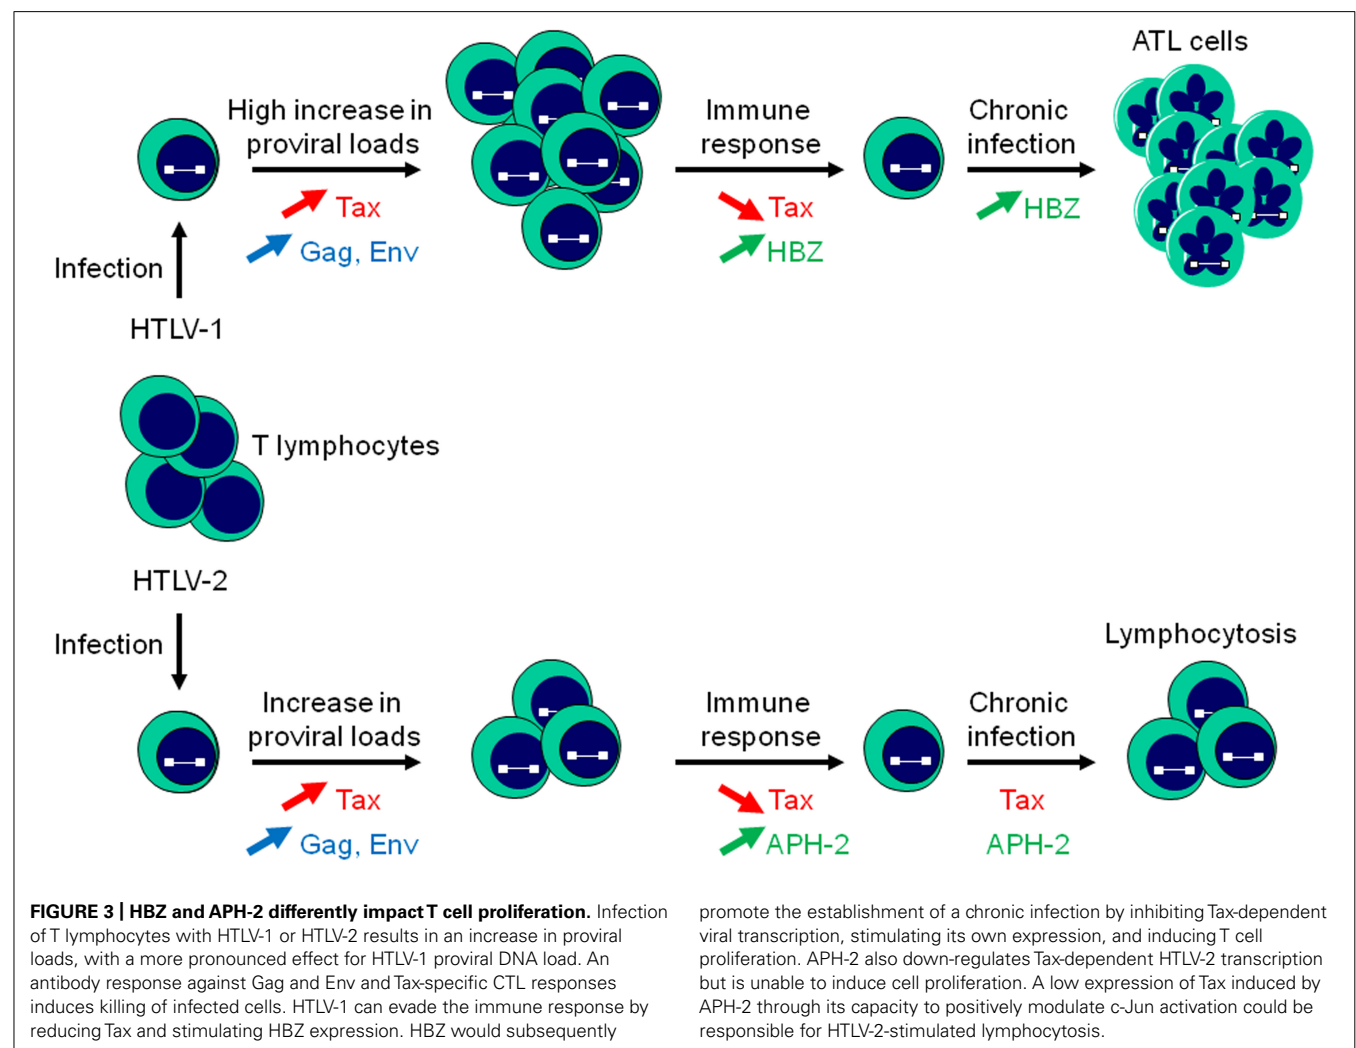 ATL cells
High increase in
proviral loads
Tax
Gag, Env
Immune
response
Tax
HBZ
Chronic
infection
HBZ
Infection
HTLV-1
T lymphocytes
HTLV-2
Infection
Increase in
proviral loads
Tax
Gag, Env
Immune
response
Tax
APH-2
Chronic
infection
Tax
APH-2
Lymphocytosis
FIGURE 3 | HBZ and APH-2 differently impact T cell proliferation. Infection
of T lymphocytes with HTLV-1 or HTLV-2 results in an increase in proviral
loads, with a more pronounced effect for HTLV-1 proviral DNA load. An
antibody response against Gag and Env and Tax-specific CTL responses
induces killing of infected cells. HTLV-1 can evade the immune response by
reducing Tax and stimulating HBZ expression. HBZ would subsequently
promote the establishment of a chronic infection by inhibiting Tax-dependent
viral transcription, stimulating its own expression, and inducing T cell
proliferation. APH-2 also down-regulates Tax-dependent HTLV-2 transcription
but is unable to induce cell proliferation. A low expression of Tax induced by
APH-2 through its capacity to positively modulate c-Jun activation could be
responsible for HTLV-2-stimulated lymphocytosis.